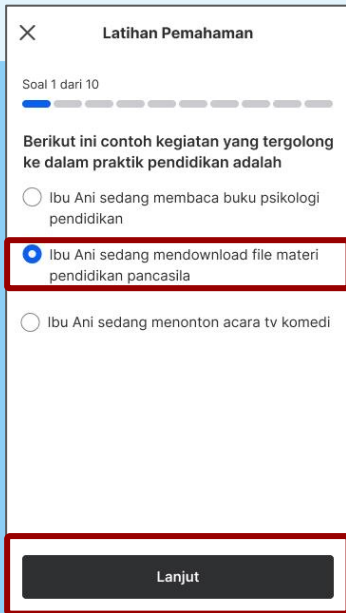 Latihan Pemahaman
Soal 1 dari 10
Berikut ini contoh kegiatan yang tergolong
ke dalam praktik pendidikan adalah
Ibu Ani sedang membaca buku psikologi
pendidikan
Ibu Ani sedang mendownload file materi
pendidikan pancasila
Ibu Ani sedang menonton acara tv komedi
Lanjut